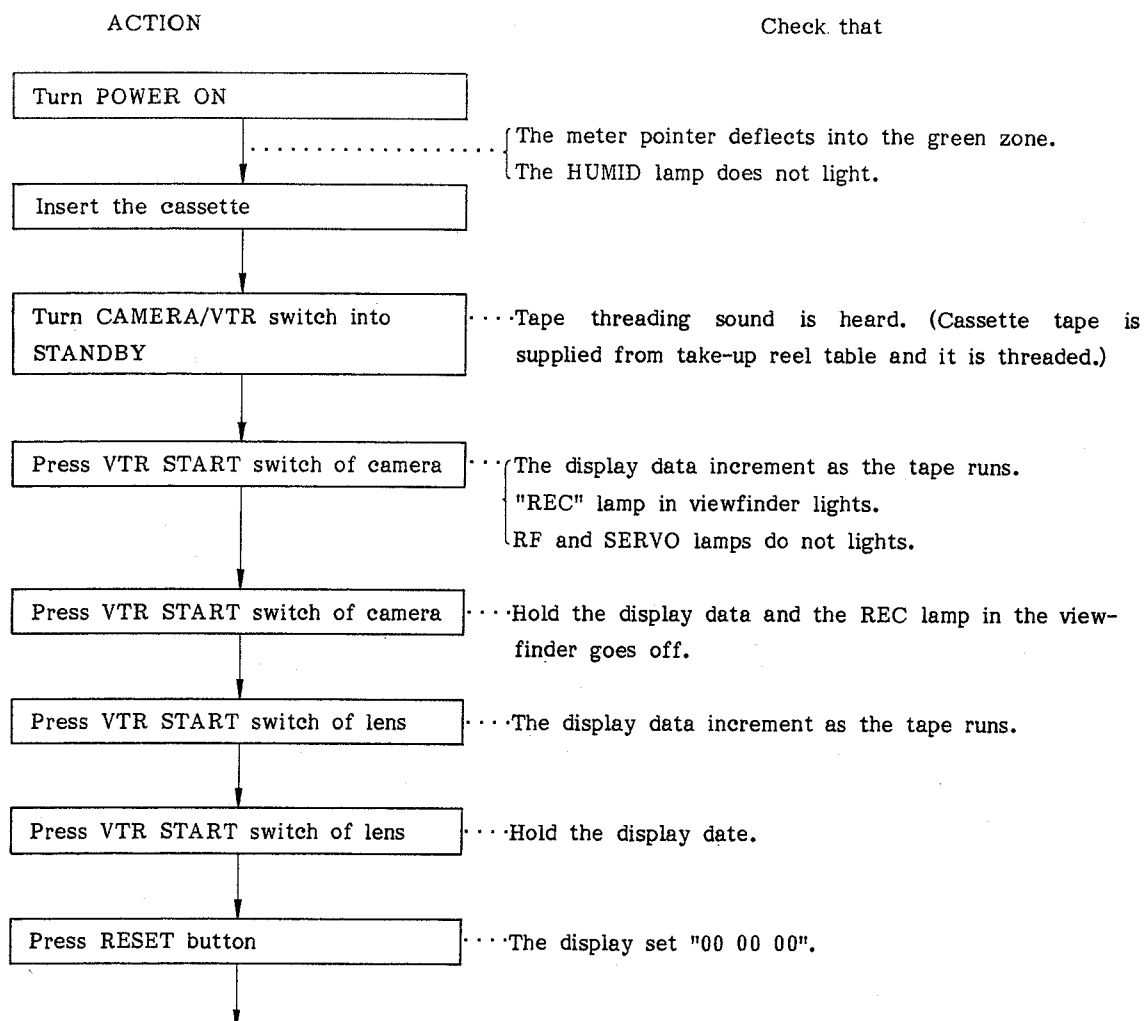 ACTION
Check that
Turn POWER ON
The meter pointer deflects into the green zone.
The HUMID lamp does not light.
Insert the cassette
Turn CAMERA/VTR switch into
STANDBY
Tape threading sound is heard. (Cassette tape is
supplied from take-up reel table and it is threaded.)
Press VTR START switch of camera
The display data increment as the tape runs.
"REC" lamp in viewfinder lights.
RF and SERVO lamps do not lights.
Press VTR START switch of camera
Hold the display data and the REC lamp in the view-
finder goes off.
Press VTR START switch of lens
The display data increment as the tape runs.
Press VTR START switch of lens
Hold the display date.
Press RESET button
The display set "00 00 00".